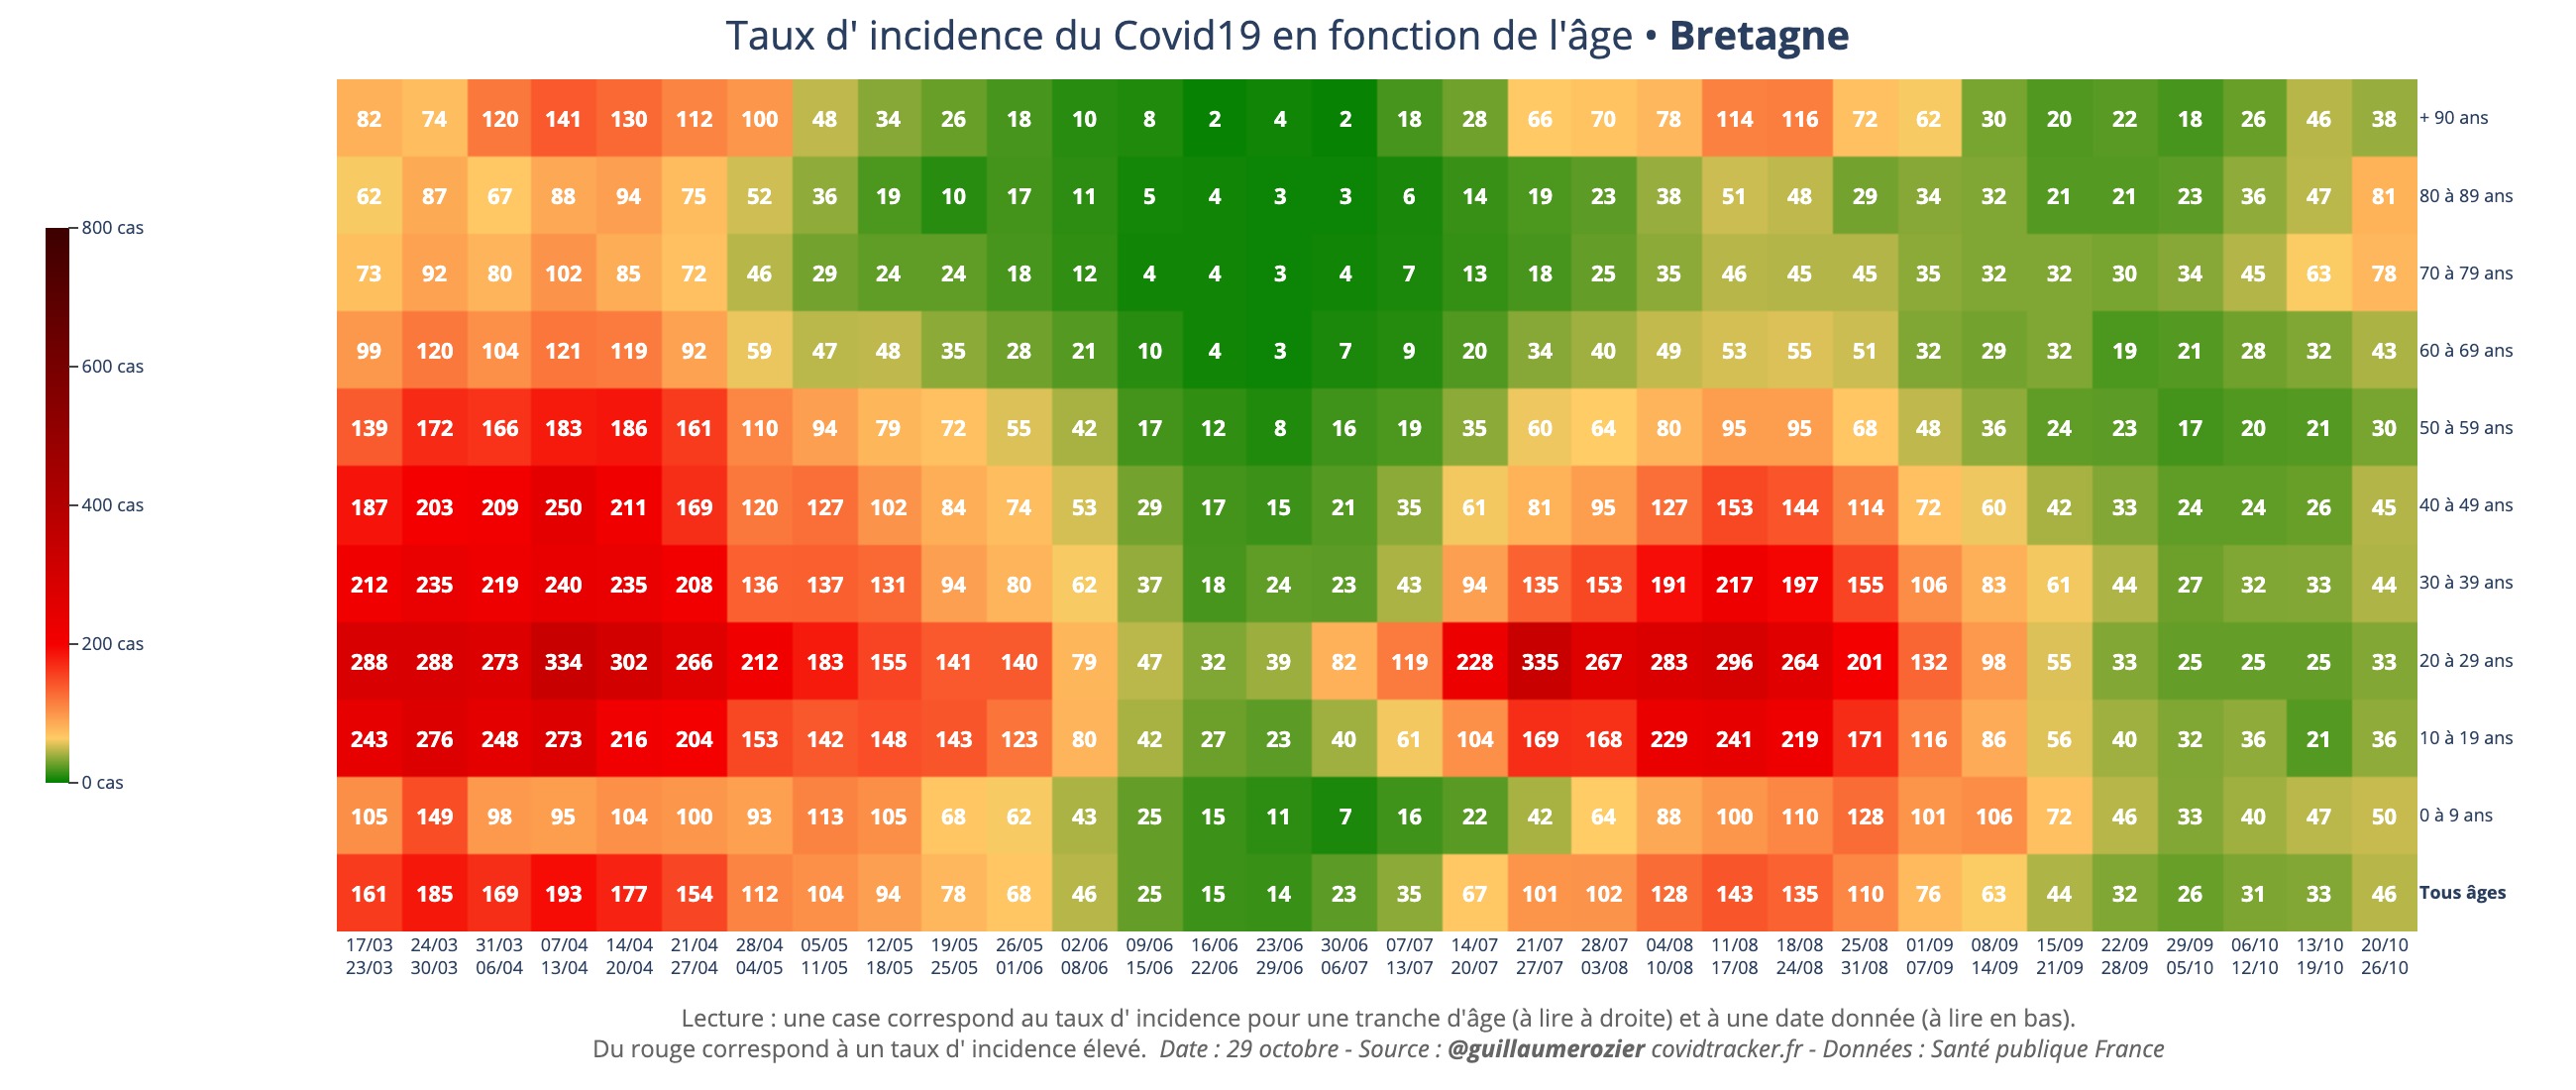 Taux d' incidence du Covid19 en fonction de l'âge • Bretagne
82 74 120 141 130 112 100 48 34 26 18 10 8 2 4 2 18 28 66 70 78 114 116 72 62 30 20 22 18 26 46 38 + 90 ans
62 87 67 88 94 75 52 36 19 10 17 11 5 4 3 3 6 14 19 23 38 51 48 29 34 32 21 21 23 36 47 81 80 à 89 ans
800 cas
73 92 80 102 85 72 46 29 24 24 18 12 4 4 3 4 7 13 18 25 35 46 45 45 35 32 32 30 34 45 63 78 70 à 79 ans
99 120 104 121 119 92 59 47 48 35 28 21 10 4 3 7 9 20 34 40 49 53 55 51 32 29 32 19 21 28 32 43 60 à 69 ans
600 cas
139 172 166 183 186 161 110 94 79 72 55 42 17 12 8 16 19 35 60 64 80 95 95 68 48 36 24 23 17 20 21 30 50 à 59 ans
400 cas
187 203 209 250 211 169 120 127 102 84 74 53 29 17 15 21 35 61 81 95 127 153 144 114 72 60 42 33 24 24 26 45 40 à 49 ans
212 235 219 240 235 208 136 137 131 94 80 62 37 18 24 23 43 94 135 153 191 217 197 155 106 83 61 44 27 32 33 44 30 à 39 ans
200 cas
288 288 273 334 302 266 212 183 155 141 140 79 47 32 39 82 119 228 335 267 283 296 264 201 132 98 55 33 25 25 25 33 20 à 29 ans
243 276 248 273 216 204 153 142 148 143 123 80 42 27 23 40 61 104 169 168 229 241 219 171 116 86 56 40 32 36 21 36 10 à 19 ans
0 cas
105 149 98 95 104 100 93 113 105 68 62 43 25 15 11 7 16 22 42 64 88 100 110 128 101 106 72 46 33 40 47 50 0 à 9 ans
161 185 169 193 177 154 112 104 94 78 68 46 25 15 14 23 35 67 101 102 128 143 135 110 76 63 44 32 26 31 33 46 Tous âges
17/03 24/03 31/03 07/04 14/04 21/04 28/04 05/05 12/05 19/05 26/05 02/06 09/06 16/06 23/06 30/06 07/07 14/07 21/07 28/07 04/08 11/08 18/08 25/08 01/09 08/09 15/09 22/09 29/09 06/10 13/10 20/10
23/03 30/03 06/04 13/04 20/04 27/04 04/05 11/05 18/05 25/05 01/06 08/06 15/06 22/06 29/06 06/07 13/07 20/07 27/07 03/08 10/08 17/08 24/08 31/08 07/09 14/09 21/09 28/09 05/10 12/10 19/10 26/10
Lecture : une case correspond au taux d' incidence pour une tranche d'âge (à lire à droite) et à une date donnée (à lire en bas).
Du rouge correspond à un taux d' incidence élevé. Date : 29 octobre - Source : @guillaumerozier covidtracker.fr - Données : Santé publique France